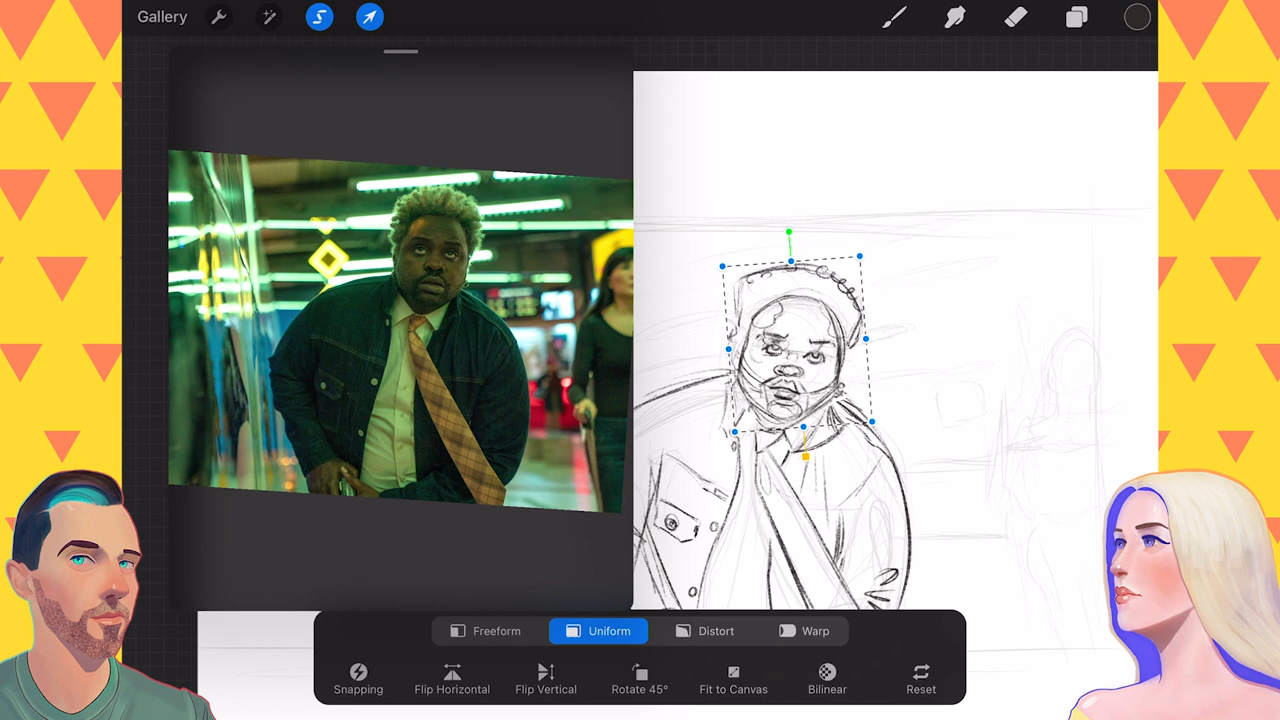 Gallery
Freeform Uniform Distort Warp
Snapping Flip Horizontal Flip Vertical Rotate 45° Fit to Canvas Bilinear Reset